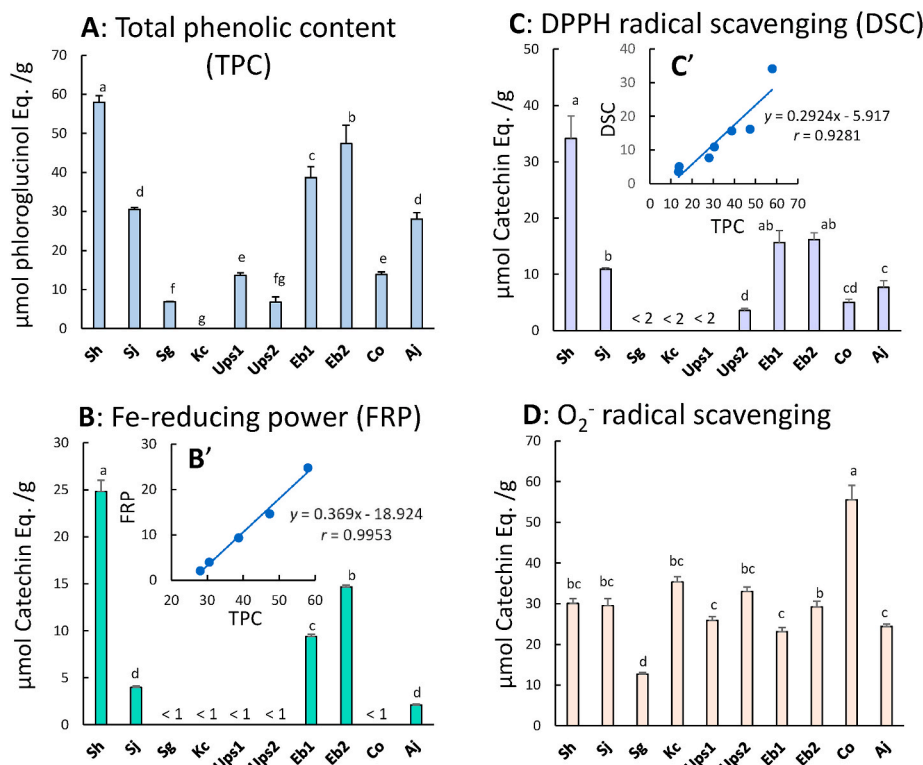 A: Total phenolic content
(TPC)
μmol phloroglucinol Eq. /g
70
60
50
40
30
20
10
0
a
d
f
g
e
fg
c
b
e
d
Sh Sj Sg Kc Ups1 Ups2 Eb1 Eb2 Co Aj
C: DPPH radical scavenging (DSC)
μmol Catechin Eq. /g
50
40
30
20
10
0
a
b
< 2 < 2 < 2
d
ab
ab
cd
c
Sh Sj Sg Kc Ups1 Ups2 Eb1 Eb2 Co Aj
C'
DSC
40
30
20
10
0
y = 0.2924x - 5.917
r = 0.9281
0 10 20 30 40 50 60 70
TPC
B: Fe-reducing power (FRP)
μmol Catechin Eq. /g
30
25
20
15
10
5
0
a
d
< 1 < 1 < 1 < 1
c
b
< 1
d
Sh Sj Sg Kc Ups1 Ups2 Eb1 Eb2 Co Aj
B'
FRP
30
20
10
0
y = 0.369x - 18.924
r = 0.9953
20 30 40 50 60
TPC
D: O₂⁻ radical scavenging
μmol Catechin Eq. /g
70
60
50
40
30
20
10
0
bc
bc
d
bc
c
bc
c
b
a
c
Sh Sj Sg Kc Ups1 Ups2 Eb1 Eb2 Co Aj